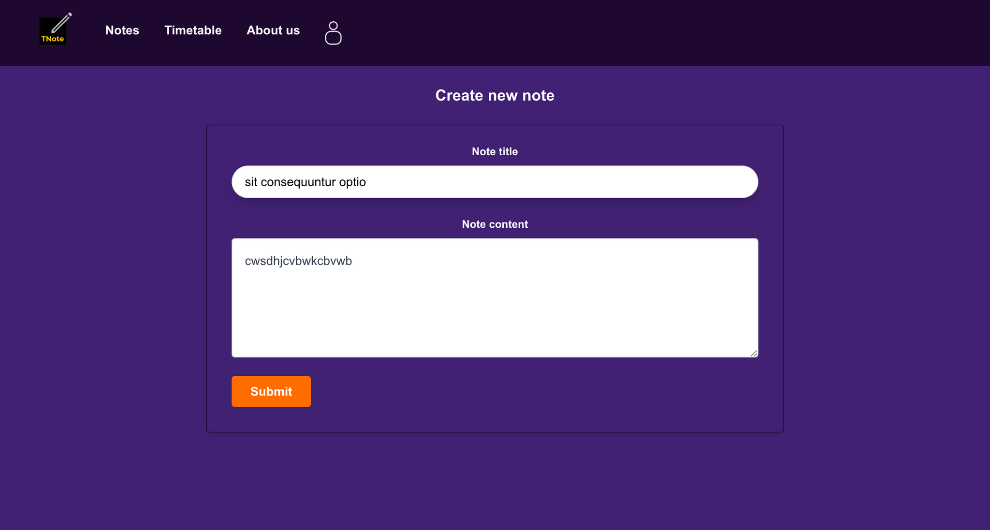 TNote
Notes Timetable About us
Create new note
Note title
sit consequuntur optio
Note content
cwsdhjcvbwkcbvwb
Submit